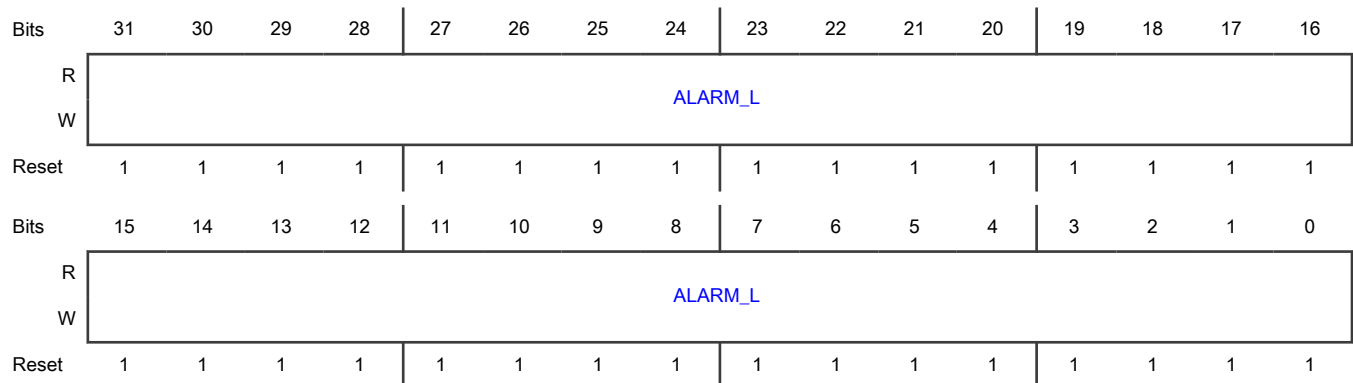 Bits 31 30 29 28 27 26 25 24 23 22 21 20 19 18 17 16
R
ALARM_L
W
Reset 1 1 1 1 1 1 1 1 1 1 1 1 1 1 1 1
Bits 15 14 13 12 11 10 9 8 7 6 5 4 3 2 1 0
R
ALARM_L
W
Reset 1 1 1 1 1 1 1 1 1 1 1 1 1 1 1 1